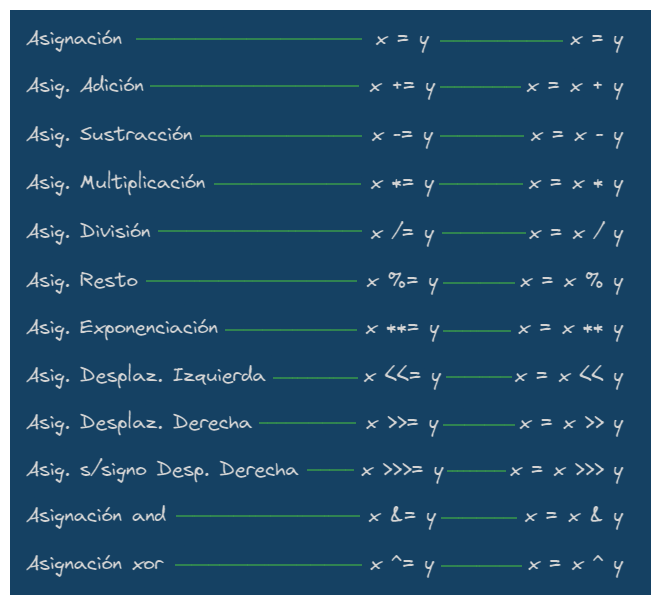 Asignación x = y x = y
Asig. Adición x += y x = x + y
Asig. Sustracción x -= y x = x - y
Asig. Multiplicación x *= y x = x * y
Asig. División x /= y x = x / y
Asig. Resto x %= y x = x % y
Asig. Exponenciación x **= y x = x ** y
Asig. Desplaz. Izquierda x <<= y x = x << y
Asig. Desplaz. Derecha x >>= y x = x >> y
Asig. s/signo Desp. Derecha x >>>= y x = x >>> y
Asignación and x &= y x = x & y
Asignación xor x ^= y x = x ^ y